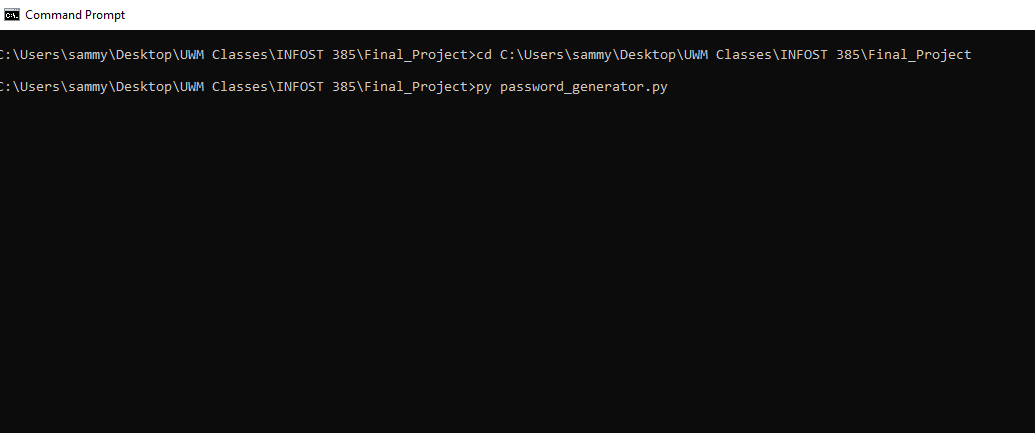 Command Prompt
C:\Users\sammy\Desktop\UWM Classes\INFOST 385\Final_Project>cd C:\Users\sammy\Desktop\UWM Classes\INFOST 385\Final_Project
C:\Users\sammy\Desktop\UWM Classes\INFOST 385\Final_Project>py password_generator.py